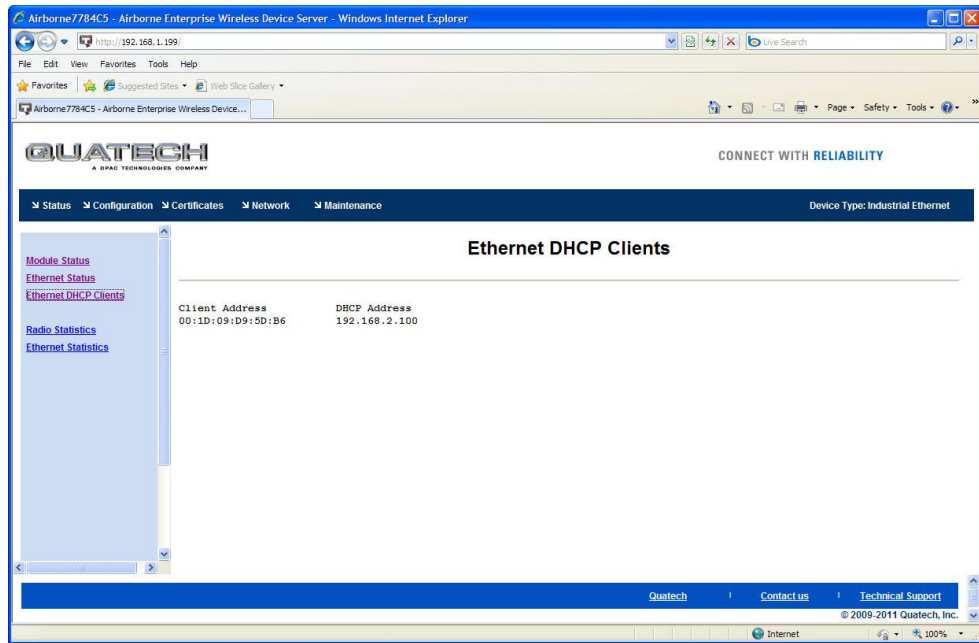 Airborne7784C5 - Airborne Enterprise Wireless Device Server - Windows Internet Explorer
http://192.168.1.199/
Live Search
File Edit View Favorites Tools Help
Favorites Suggested Sites Web Slice Gallery
Airborne7784C5 - Airborne Enterprise Wireless Device... Page Safety Tools
QUATECH
A DPAC TECHNOLOGIES COMPANY
CONNECT WITH RELIABILITY
Status Configuration Certificates Network Maintenance Device Type: Industrial Ethernet
Module Status
Ethernet Status
Ethernet DHCP Clients
Radio Statistics
Ethernet Statistics
Ethernet DHCP Clients
Client Address DHCP Address
00:1D:09:D9:5D:B6 192.168.2.100
Quatech | Contact us | Technical Support
© 2009-2011 Quatech, Inc.
Internet 100%